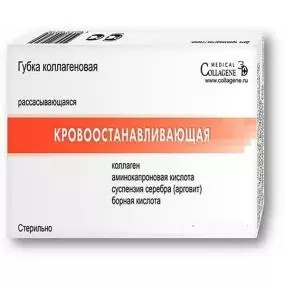 Губка коллагеновая
MEDICAL
COLLAGENE 3D
www.collagene.ru
рассасывающаяся
КРОВООСТАНАВЛИВАЮЩАЯ
коллаген
аминокапроновая кислота
суспензия серебра (арговит)
борная кислота
Стерильно